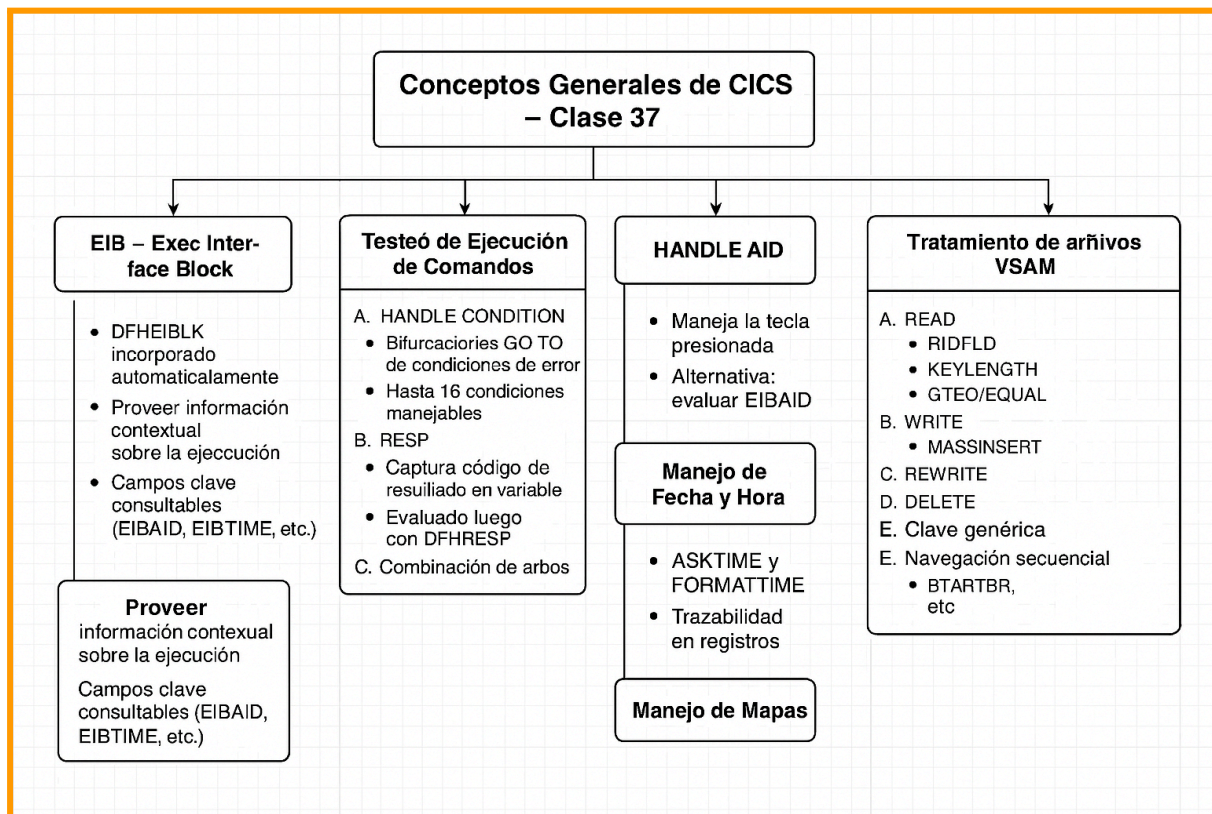 Conceptos Generales de CICS
– Clase 37
EIB – Exec Inter-
face Block
• DFHEIBLK
incorporado
automaticalamente
• Proveer información
contextual
sobre la ejeccución
• Campos clave
consultables
(EIBAID, EIBTIME, etc.)
Proveer
información contexual
sobre la ejecución
Campos clave
consultables (EIBAID,
EIBTIME, etc.)
Testeó de Ejecución
de Comandos
A. HANDLE CONDITION
• Bifurcaciories GO TO
de condiciones de error
• Hasta 16 condiciones
manejables
B. RESP
• Captura código de
resuiliado en variable
• Evaluado luego
con DFHRESP
C. Combinación de arbos
HANDLE AID
• Maneja la tecla
presionada
• Alternativa:
evaluar EIBAID
Manejo de
Fecha y Hora
• ASKTIME y
FORMATTIME
• Trazabilidad
en registros
Manejo de Mapas
Tratamiento de arñivos
VSAM
A. READ
• RIDFLD
• KEYLENGTH
• GTEO/EQUAL
B. WRITE
• MASSINSERT
C. REWRITE
D. DELETE
E. Clave genérica
E. Navegación secuencial
• BTARTBR,
etc